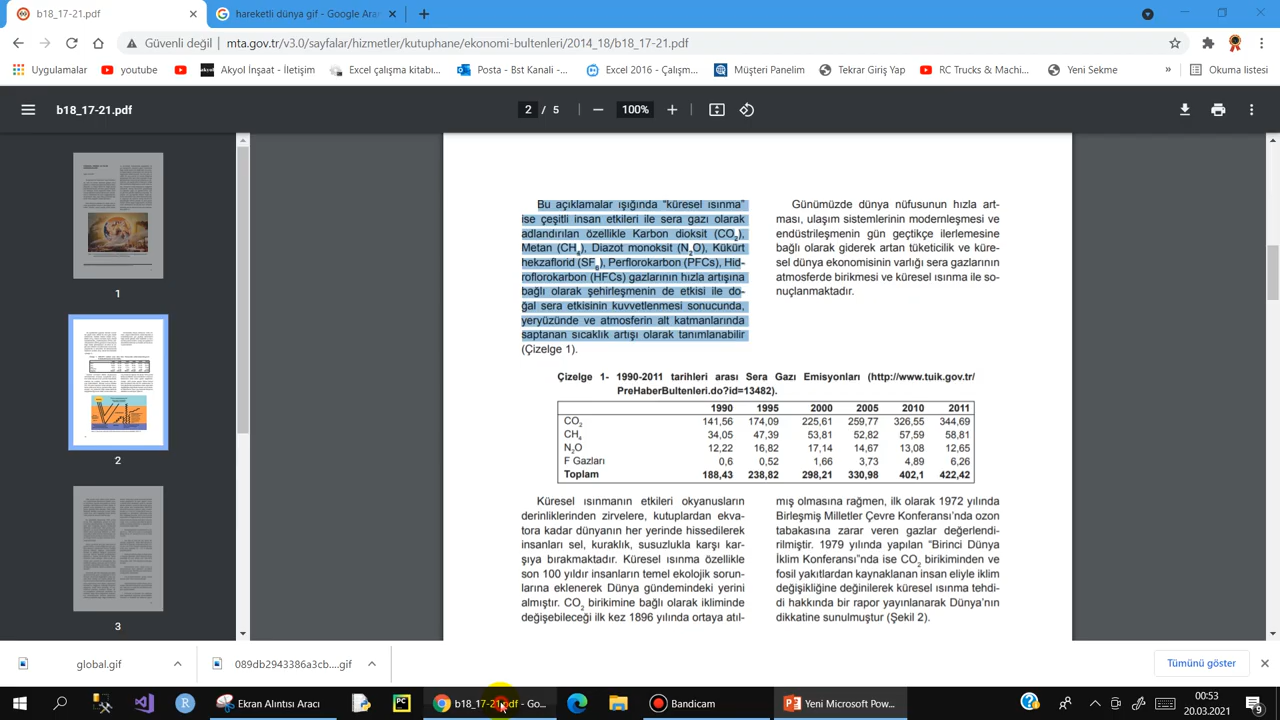 b18_17-21.pdf
hareketli dünya gif - Google Arar
Güvenli değil
mta.gov.tr/v3.0/sayfalar/hizmetler/kutuphane/ekonomi-bultenleri/2014_18/b18_17-21.pdf
Uygulamalar
youtube
Akyol İnşaat - İletişim
Excel çalışma kitabı...
Posta - Bst Kanali -...
Excel 2016 - Çalışm...
Müşteri Panelim
Tekrar Giriş Yap
RC Trucks & Machi...
Yeni Sekme
»
Okuma listesi
b18_17-21.pdf
2 / 5
100%
1
2
3
Bu açıklamalar ışığında "küresel ısınma"
ise çeşitli insan etkileri ile sera gazı olarak
adlandırılan özellikle Karbon dioksit (CO2),
Metan (CH4), Diazot monoksit (N2O), Kükürt
hekzaflorid (SF6), Perflorokarbon (PFCs), Hid-
roflorokarbon (HFCs) gazlarının hızla artışına
bağlı olarak şehirleşmenin de etkisi ile do-
ğal sera etkisinin kuvvetlenmesi sonucunda,
yeryüzünde ve atmosferin alt katmanlarında
saptanan sıcaklık artışı olarak tanımlanabilir
(Çizelge 1).
Günümüzde dünya nüfusunun hızla art-
ması, ulaşım sistemlerinin modernleşmesi ve
endüstrileşmenin gün geçtikçe ilerlemesine
bağlı olarak giderek artan tüketicilik ve küre-
sel dünya ekonomisinin varlığı sera gazlarının
atmosferde birikmesi ve küresel ısınma ile so-
nuçlanmaktadır.
Çizelge 1- 1990-2011 tarihleri arası Sera Gazı Emisyonları (http://www.tuik.gov.tr/
PreHaberBultenleri.do?id=13482).
1990 1995 2000 2005 2010 2011
CO2 141,56 174,09 225,61 259,77 326,55 344,69
CH4 34,05 47,39 53,81 52,82 57,59 58,81
N2O 12,22 16,82 17,14 14,67 13,08 12,65
F Gazları 0,6 0,52 1,66 3,73 4,89 6,26
Toplam 188,43 238,82 298,21 330,98 402,1 422,42
Küresel ısınmanın etkileri okyanusların
derinliklerinden zirvelere, kutuplardan ekva-
tora kadar dünyanın her yerinde hissedilerek
insanları sel, kuraklık, susuzlukla karşı kar-
şıya bırakmaktadır. Küresel ısınma özellikle
son 100 yıldır insanların temel ekolojik sorun-
larına eklenerek Dünya gündemindeki yerini
almıştır. CO2 birikimine bağlı olarak ikliminde
değişebileceği ilk kez 1896 yılında ortaya atıl-
mış olmasına rağmen, ilk olarak 1972 yılında
Birleşmiş Milletler Çevre Konferansı'nda ozon
tabakasına zarar veren gazlar değerlendi-
rilmiştir. 1979 yılında yapılan "Birinci Dünya
İklim Konferansı"nda ise CO2 birikiminden ve
fosil yakıtlardan kaynaklanan insan eliyle iklim
değişikliğine değinilerek küresel ısınma tehdi-
di hakkında bir rapor yayınlanarak Dünya'nın
dikkatine sunulmuştur (Şekil 2).
global.gif
089db2943386a3cb....gif
Tümünü göster
Ekran Alıntısı Aracı
b18_17-21.pdf - Go...
Bandicam
Yeni Microsoft Pow...
00:53
20.03.2021
9